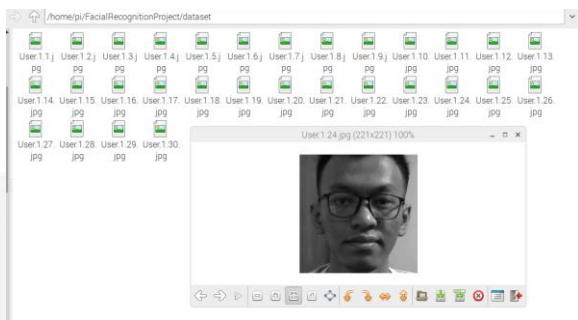 /home/pi/FacialRecognitionProject/dataset
User.1.1.j User.1.2.j User.1.3.j User.1.4.j User.1.5.j User.1.6.j User.1.7.j User.1.8.j User.1.9.j User.1.10. User.1.11. User.1.12. User.1.13.
pg pg pg pg pg pg pg pg pg jpg jpg jpg jpg
User.1.14. User.1.15. User.1.16. User.1.17. User.1.18. User.1.19. User.1.20. User.1.21. User.1.22. User.1.23. User.1.24. User.1.25. User.1.26.
jpg jpg jpg jpg jpg jpg jpg jpg jpg jpg jpg jpg jpg
User.1.27. User.1.28. User.1.29. User.1.30.
jpg jpg jpg jpg
User.1.24.jpg (221x221) 100%